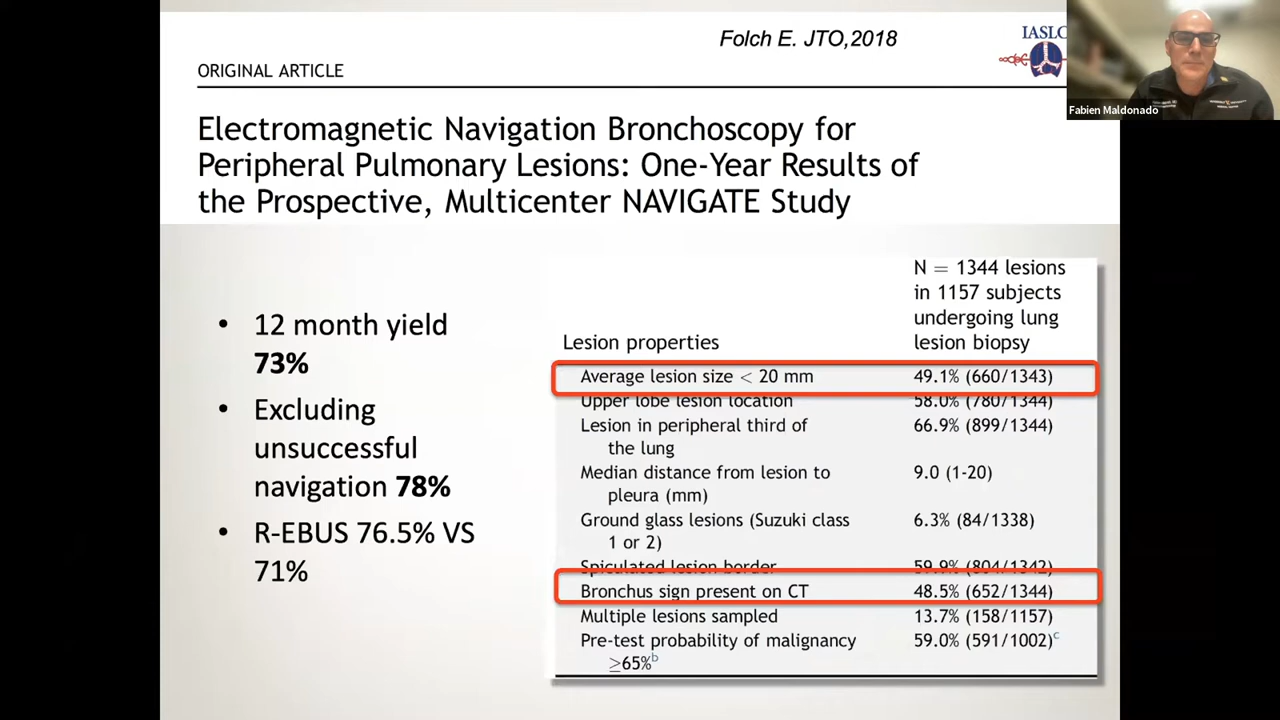 Folch E. JTO,2018
IASLC
Fabien Maldonado
ORIGINAL ARTICLE
Electromagnetic Navigation Bronchoscopy for
Peripheral Pulmonary Lesions: One-Year Results of
the Prospective, Multicenter NAVIGATE Study
• 12 month yield
73%
• Excluding
unsuccessful
navigation 78%
• R-EBUS 76.5% VS
71%
N = 1344 lesions
in 1157 subjects
undergoing lung
Lesion properties lesion biopsy
Average lesion size < 20 mm 49.1% (660/1343)
Upper lobe lesion location 58.0% (780/1344)
Lesion in peripheral third of 66.9% (899/1344)
the lung
Median distance from lesion to 9.0 (1-20)
pleura (mm)
Ground glass lesions (Suzuki class 6.3% (84/1338)
1 or 2)
Spiculated lesion border 59.9% (804/1342)
Bronchus sign present on CT 48.5% (652/1344)
Multiple lesions sampled 13.7% (158/1157)
Pre-test probability of malignancy 59.0% (591/1002)c
≥65%b